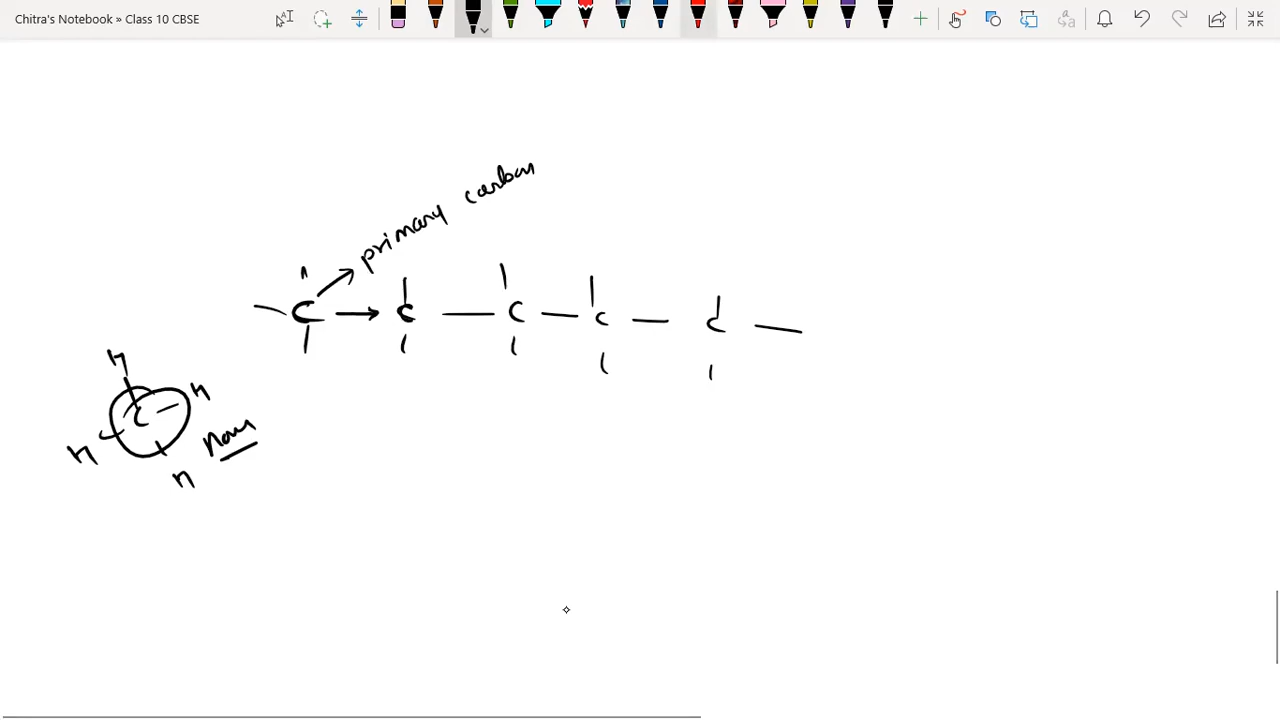 Chitra's Notebook » Class 10 CBSE
primary carbon
C C C C C
H
C H
H
H